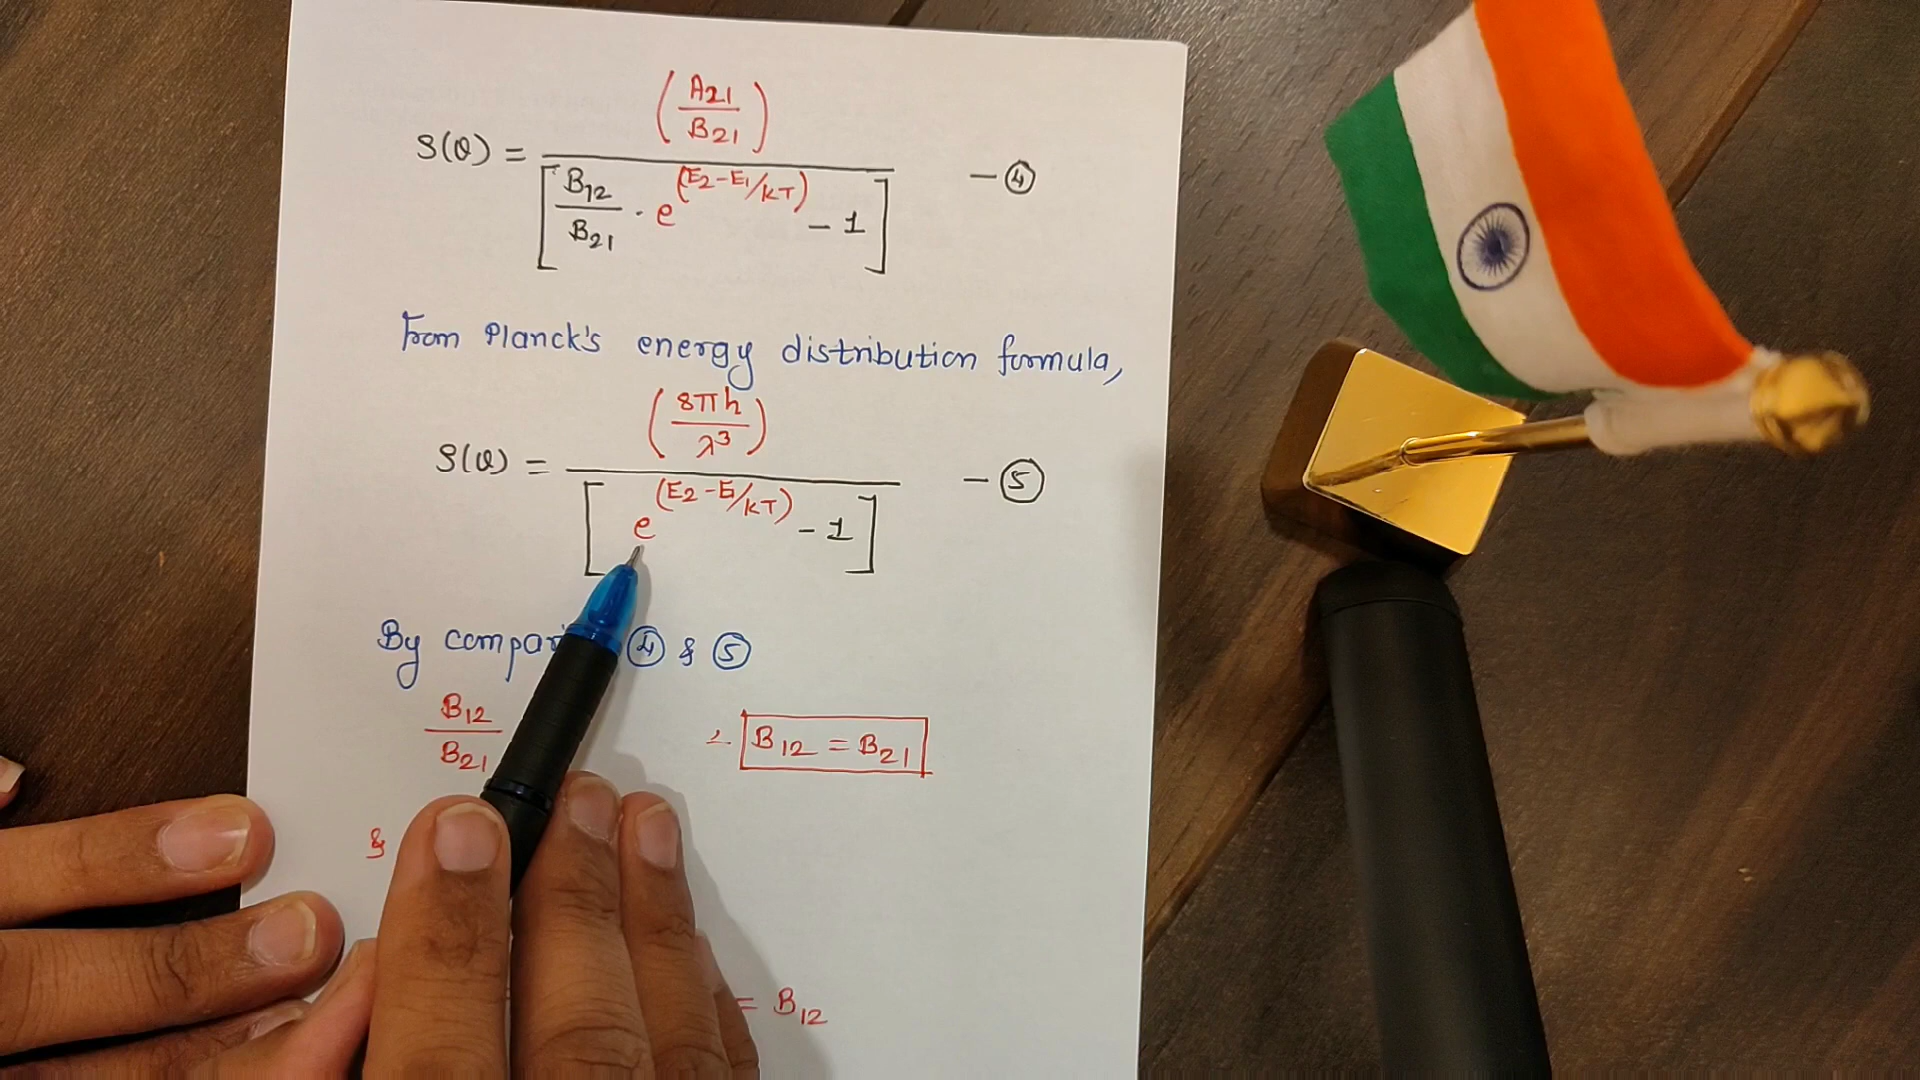 S(ϑ) = (A21/B21) / [B12/B21 · e^(E2-E1/kT) - 1] - ④
From Planck's energy distribution formula,
S(ϑ) = (8πh/λ³) / [e^(E2-E1/kT) - 1] - ⑤
By ④ & ⑤
B12/B21 ∴ B12 = B21
&
= B12